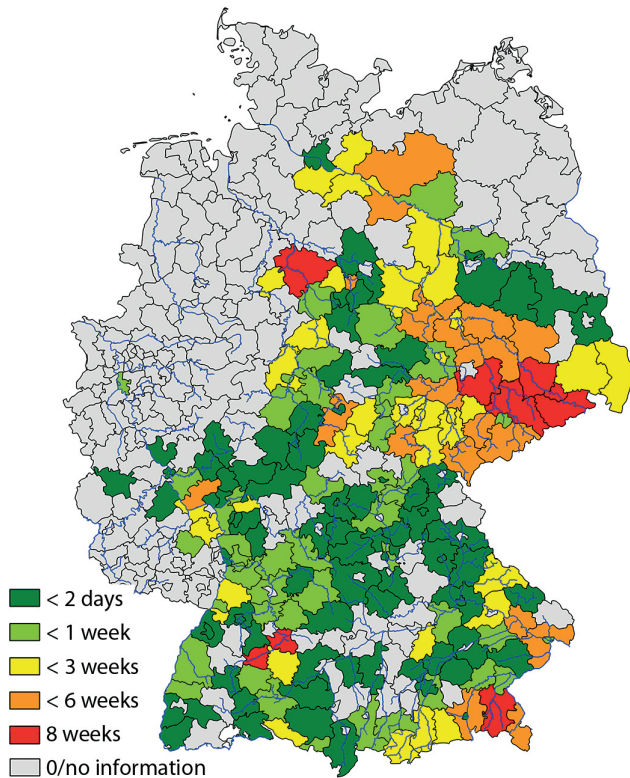 < 2 days
< 1 week
< 3 weeks
< 6 weeks
8 weeks
0/no information